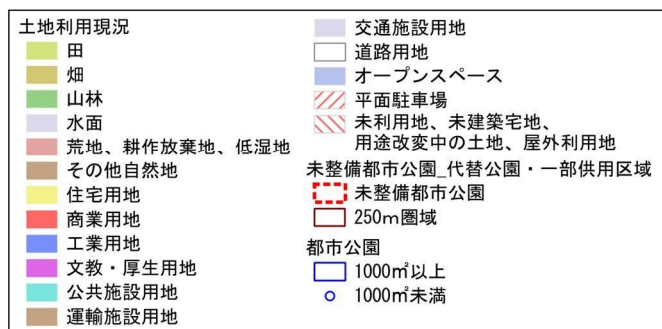 土地利用現況
田
畑
山林
水面
荒地、耕作放棄地、低湿地
その他自然地
住宅用地
商業用地
工業用地
文教・厚生用地
公共施設用地
運輸施設用地
交通施設用地
道路用地
オープンスペース
平面駐車場
未利用地、未建築宅地、
用途改変中の土地、屋外利用地
未整備都市公園_代替公園・一部供用区域
未整備都市公園
250m圏域
都市公園
1000㎡以上
1000㎡未満